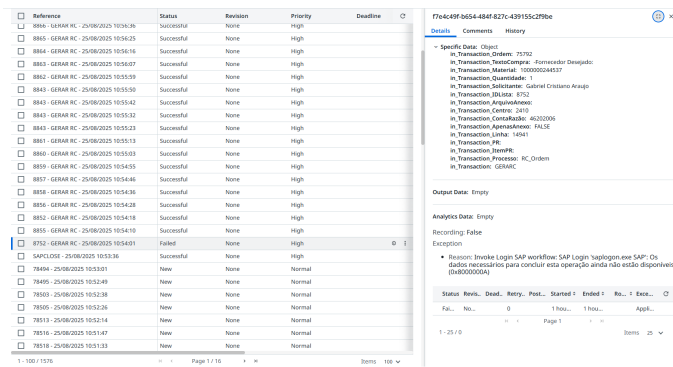 Reference Status Revision Priority Deadline
8866 - GERAR RC - 25/08/2025 10:56:36 Successful None High
8865 - GERAR RC - 25/08/2025 10:56:25 Successful None High
8864 - GERAR RC - 25/08/2025 10:56:16 Successful None High
8863 - GERAR RC - 25/08/2025 10:56:07 Successful None High
8862 - GERAR RC - 25/08/2025 10:55:59 Successful None High
8843 - GERAR RC - 25/08/2025 10:55:50 Successful None High
8843 - GERAR RC - 25/08/2025 10:55:42 Successful None High
8843 - GERAR RC - 25/08/2025 10:55:32 Successful None High
8843 - GERAR RC - 25/08/2025 10:55:23 Successful None High
8861 - GERAR RC - 25/08/2025 10:55:13 Successful None High
8860 - GERAR RC - 25/08/2025 10:55:03 Successful None High
8859 - GERAR RC - 25/08/2025 10:54:55 Successful None High
8857 - GERAR RC - 25/08/2025 10:54:46 Successful None High
8858 - GERAR RC - 25/08/2025 10:54:36 Successful None High
8856 - GERAR RC - 25/08/2025 10:54:28 Successful None High
8852 - GERAR RC - 25/08/2025 10:54:18 Successful None High
8855 - GERAR RC - 25/08/2025 10:54:10 Successful None High
8752 - GERAR RC - 25/08/2025 10:54:01 Failed None High
SAPCLOSE - 25/08/2025 10:53:36 Successful None High
78494 - 25/08/2025 10:53:01 New None Normal
78495 - 25/08/2025 10:52:49 New None Normal
78503 - 25/08/2025 10:52:38 New None Normal
78505 - 25/08/2025 10:52:26 New None Normal
78513 - 25/08/2025 10:52:14 New None Normal
78516 - 25/08/2025 10:51:47 New None Normal
78518 - 25/08/2025 10:51:33 New None Normal
1 - 100 / 1576 Page 1 / 16 Items 100
f7e4c49f-b654-484f-827c-439155c2f9be
Details Comments History
Specific Data: Object
in_Transaction_Ordem: 75792
in_Transaction_TextoCompra: -Fornecedor Desejado:
in_Transaction_Material: 1000000244537
in_Transaction_Quantidade: 1
in_Transaction_Solicitante: Gabriel Cristiano Araujo
in_Transaction_IDLista: 8752
in_Transaction_ArquivoAnexo:
in_Transaction_Centro: 2410
in_Transaction_ContaRazão: 46202006
in_Transaction_ApenasAnexo: FALSE
in_Transaction_Linha: 14941
in_Transaction_PR:
in_Transaction_ItemPR:
in_Transaction_Processo: RC_Ordem
in_Transaction: GERARC
Output Data: Empty
Analytics Data: Empty
Recording: False
Exception
Reason: Invoke Login SAP workflow: SAP Login 'saplogon.exe SAP': Os
dados necessários para concluir esta operação ainda não estão disponíveis.
(0x8000000A)
Status Revis.. Dead.. Retry.. Post... Started Ended Ro... Exce...
Fai... No... 0 1 hou... 1 hou... Appli...
Page 1
1 - 25 / 0
Items 25